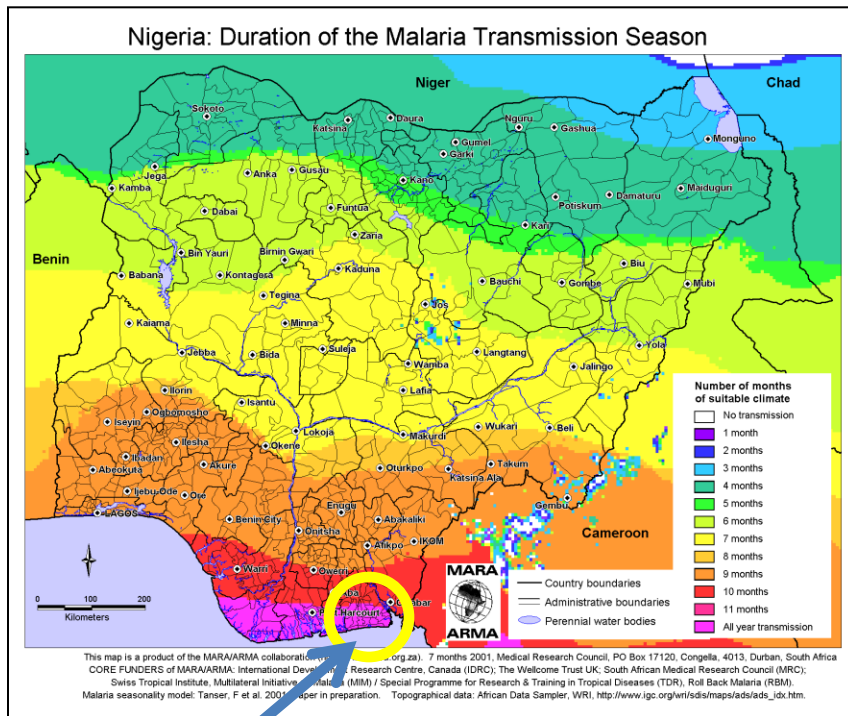 Nigeria: Duration of the Malaria Transmission Season
Niger
Chad
Sokoto
Katsina
Daura
Nguru
Gashua
Gumel
Garki
Monguno
Jega
Anka
Gusau
Kano
Kamba
Damaturu
Maiduguri
Dabai
Funtua
Potiskum
Kari
Zaria
Benin
Bin Yauri
Birnin Gwari
Biu
Babana
Kontagosa
Kaduna
Bauchi
Gombe
Mubi
Tegina
Jos
Kaiama
Minna
Jebba
Bida
Suleja
Wamba
Langtang
Yola
Jalingo
Ilorin
Isantu
Lafia
Ogbomosho
Iseyin
Wukari
Beli
Ilesha
Okene
Lokoja
Makurdi
Ibadan
Akure
Oturkpo
Takum
Abeokuta
Katsina Ala
Ijebu Ode
Ore
Gembu
LAGOS
Enugu
Benin City
Abakaliki
Onitsha
IKOM
Cameroon
Afikpo
Warri
Owerri
Harcourt
Number of months
of suitable climate
No transmission
1 month
2 months
3 months
4 months
5 months
6 months
7 months
8 months
9 months
10 months
11 months
All year transmission
MARA
ARMA
Country boundaries
Administrative boundaries
Perennial water bodies
0 100 200
Kilometers
This map is a product of the MARA/ARMA collaboration 7 months 2001, Medical Research Council, PO Box 17120, Congella, 4013, Durban, South Africa
CORE FUNDERS of MARA/ARMA: International Research Centre, Canada (IDRC); The Wellcome Trust UK; South African Medical Research Council (MRC);
Swiss Tropical Institute, Multilateral Initiative (MIM) / Special Programme for Research & Training in Tropical Diseases (TDR), Roll Back Malaria (RBM).
Malaria seasonality model: Tanser, F et al. in preparation. Topographical data: African Data Sampler, WRI, http://www.igc.org/wri/sdis/maps/ads/ads_idx.htm.